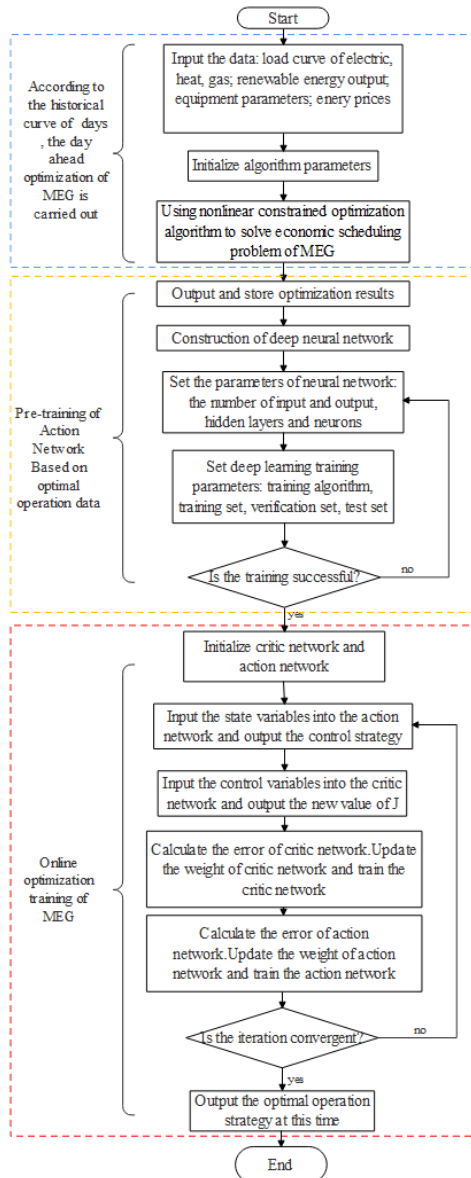 Start
According to
the historical
curve of days
, the day
ahead
optimization of
MEG is
carried out
Input the data: load curve of electric,
heat, gas; renewable energy output;
equipment parameters; enery prices
Initialize algorithm parameters
Using nonlinear constrained optimization
algorithm to solve economic scheduling
problem of MEG
Pre-training of
Action
Network
Based on
optimal
operation data
Output and store optimization results
Construction of deep neural network
Set the parameters of neural network:
the number of input and output,
hidden layers and neurons
Set deep learning training
parameters: training algorithm,
training set, verification set, test set
Is the training successful?
no
yes
Online
optimization
training of
MEG
Initialize critic network and
action network
Input the state variables into the action
network and output the control strategy
Input the control variables into the critic
network and output the new value of J
Calculate the error of critic network.Update
the weight of critic network and train the
critic network
Calculate the error of action
network.Update the weight of action
network and train the action network
Is the iteration convergent?
no
yes
Output the optimal operation
strategy at this time
End